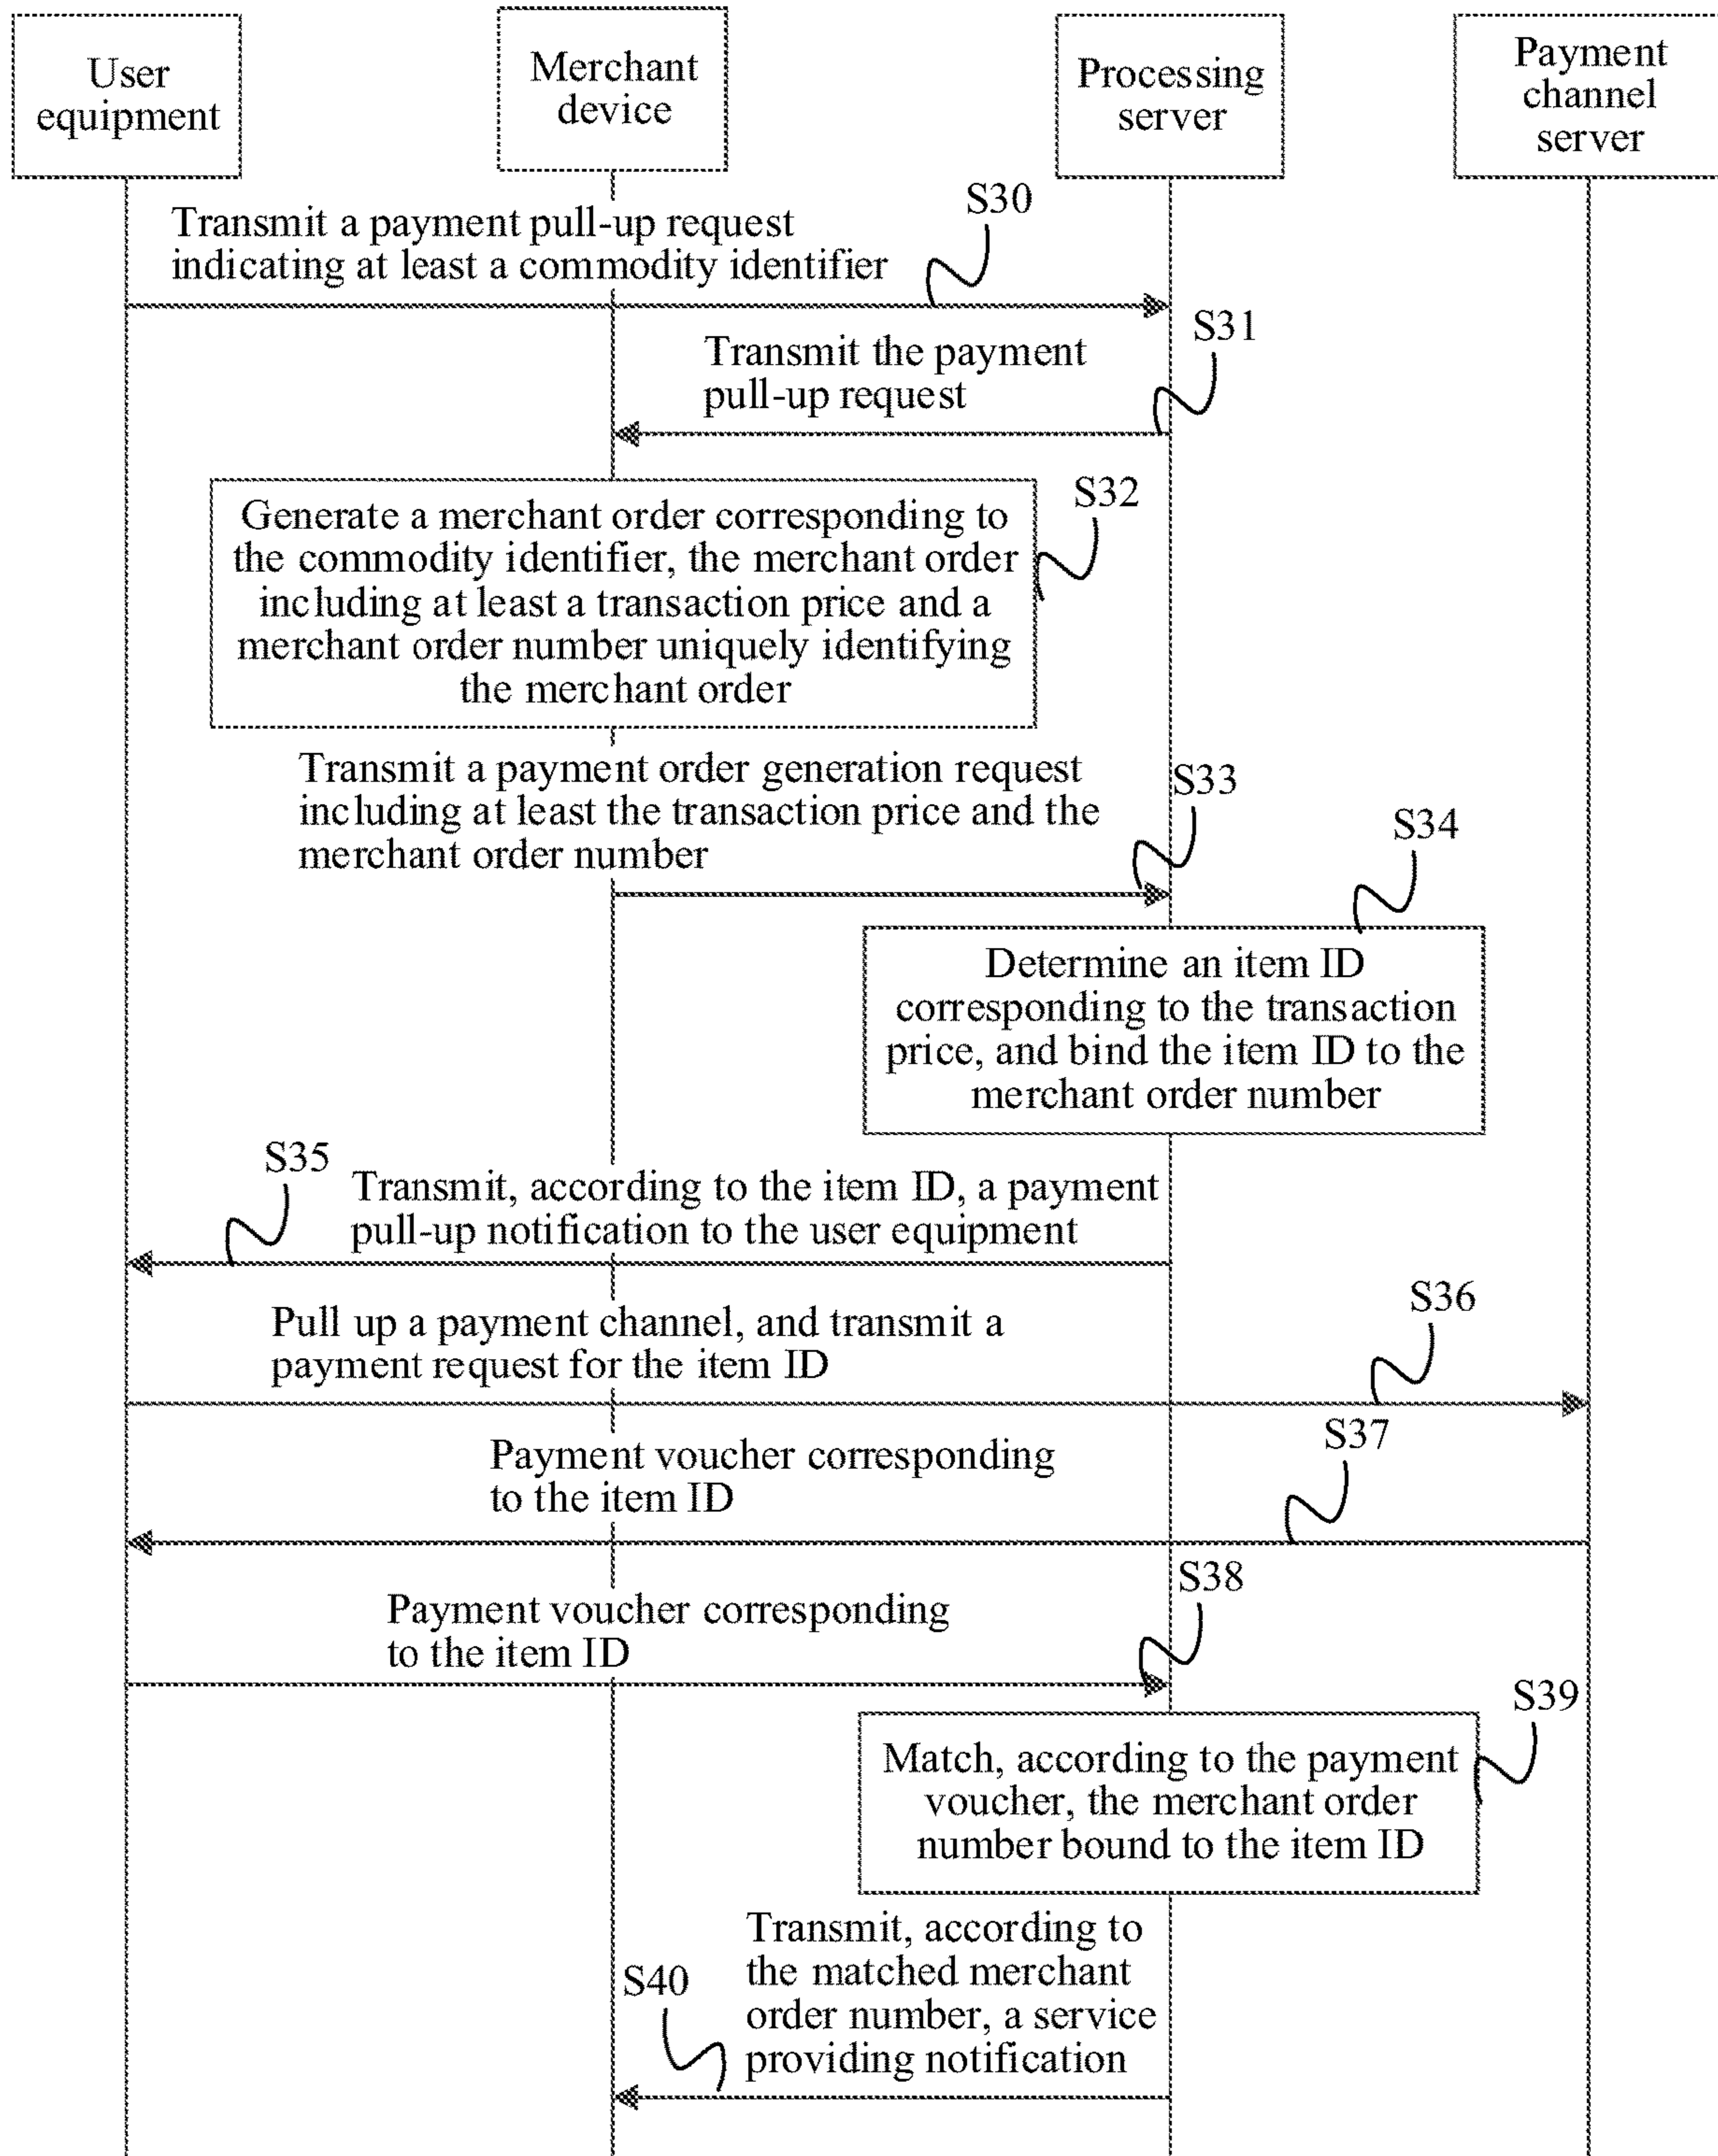 User
equipment
Merchant
device
Processing
server
Payment
channel
server
S30
Transmit a payment pull-up request
indicating at least a commodity identifier
S31
Transmit the payment
pull-up request
S32
Generate a merchant order corresponding to
the commodity identifier, the merchant order
including at least a transaction price and a
merchant order number uniquely identifying
the merchant order
S33
Transmit a payment order generation request
including at least the transaction price and the
merchant order number
S34
Determine an item ID
corresponding to the transaction
price, and bind the item ID to the
merchant order number
S35
Transmit, according to the item ID, a payment
pull-up notification to the user equipment
S36
Pull up a payment channel, and transmit a
payment request for the item ID
S37
Payment voucher corresponding
to the item ID
S38
Payment voucher corresponding
to the item ID
S39
Match, according to the payment
voucher, the merchant order
number bound to the item ID
S40
Transmit, according to
the matched merchant
order number, a service
providing notification